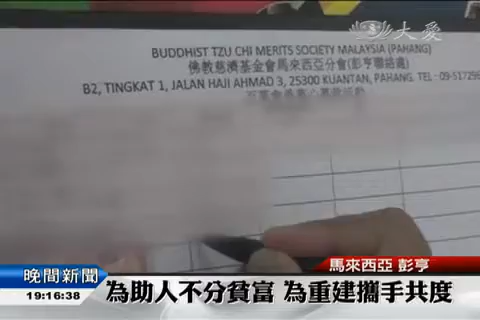 大愛
BUDDHIST TZU CHI MERITS SOCIETY MALAYSIA (PAHANG)
佛教慈濟基金會馬來西亞分會(彭亨聯絡處)
B2, TINGKAT 1, JALAN HAJI AHMAD 3, 25300 KUANTAN, PAHANG. TEL : 09-51729
馬來西亞 彭亨
晚間新聞
為助人不分貧富 為重建攜手共度
19:16:38